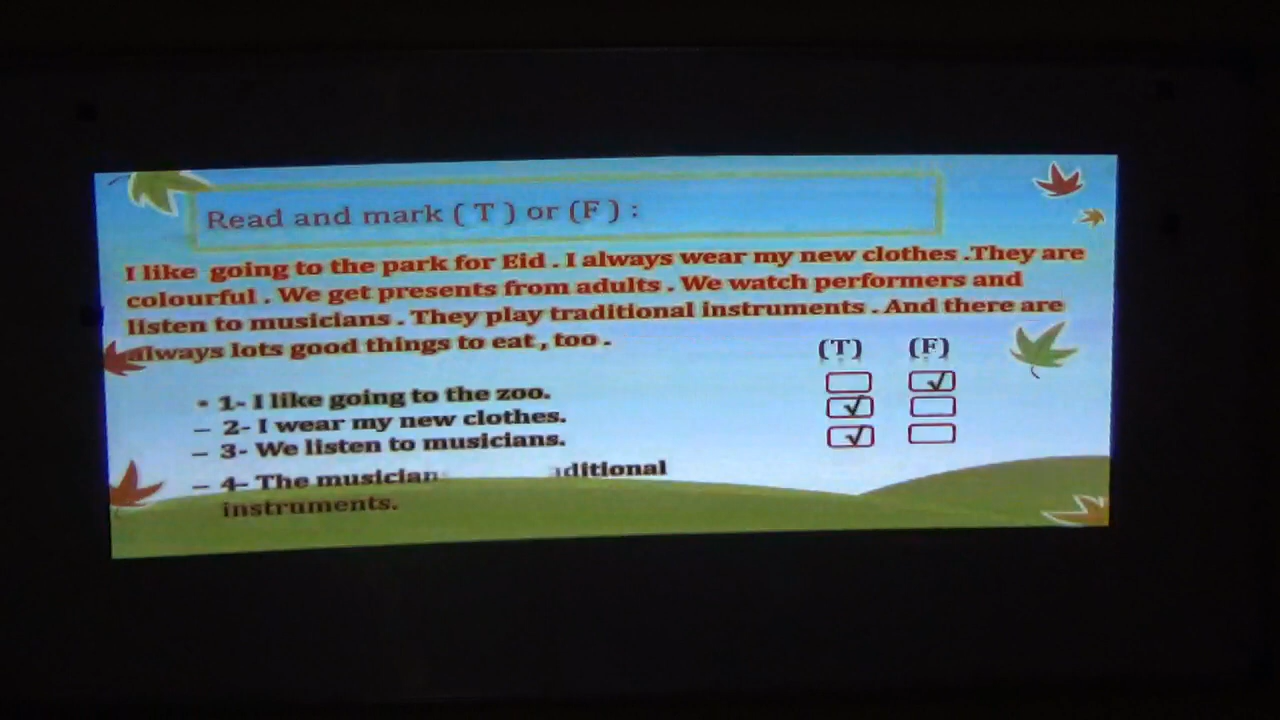 Read and mark ( T ) or (F ) :
I like going to the park for Eid . I always wear my new clothes .They are
colourful . We get presents from adults . We watch performers and
listen to musicians . They play traditional instruments . And there are
always lots good things to eat , too .
(T) (F)
• 1- I like going to the zoo. √
– 2- I wear my new clothes. √
– 3- We listen to musicians. √
– 4- The musician
instruments.